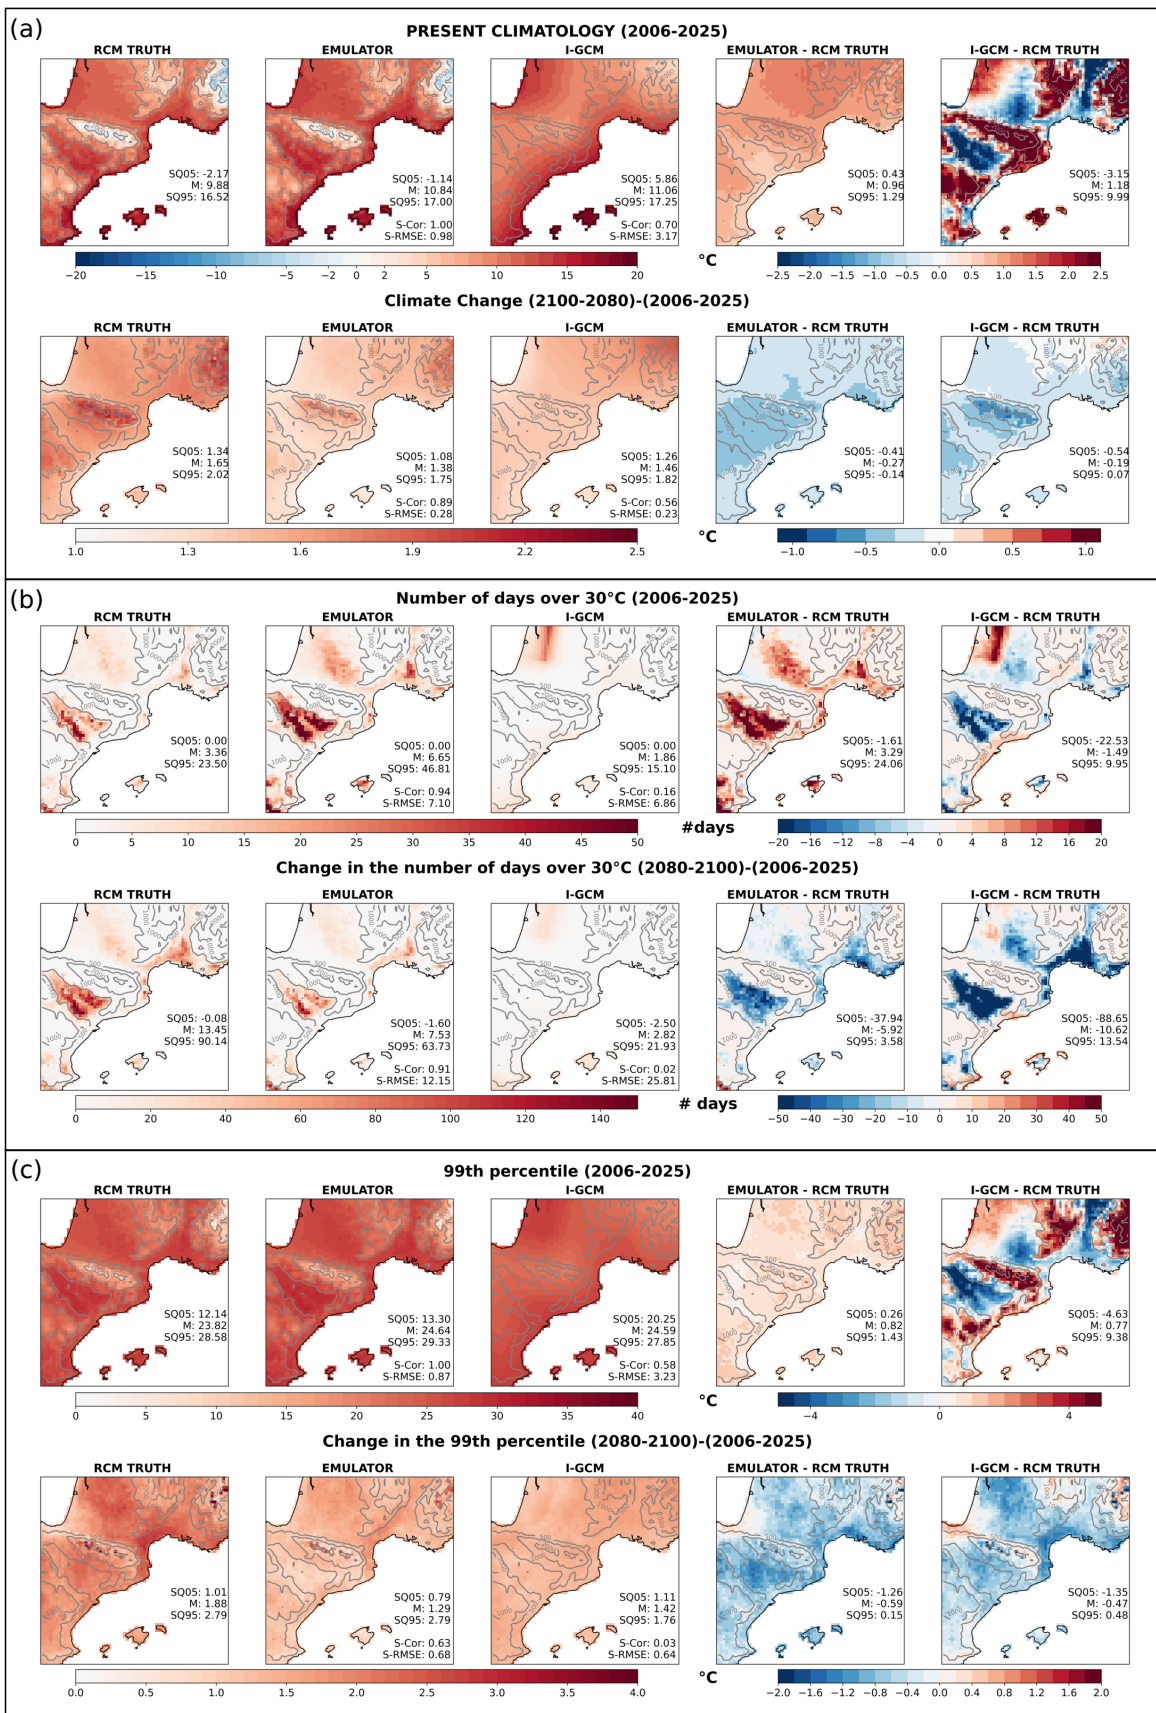 (a)
PRESENT CLIMATOLOGY (2006-2025)
RCM TRUTH
EMULATOR
I-GCM
EMULATOR - RCM TRUTH
I-GCM - RCM TRUTH
SQ05: -2.17
M: 9.88
SQ95: 16.52
SQ05: -1.14
M: 10.84
SQ95: 17.00
S-Cor: 1.00
S-RMSE: 0.98
SQ05: 5.86
M: 11.06
SQ95: 17.25
S-Cor: 0.70
S-RMSE: 3.17
SQ05: 0.43
M: 0.96
SQ95: 1.29
SQ05: -3.15
M: 1.18
SQ95: 9.99
−20 −15 −10 −5 −2 0 2 5 10 15 20
°C
−2.5 −2.0 −1.5 −1.0 −0.5 0.0 0.5 1.0 1.5 2.0 2.5
Climate Change (2100-2080)-(2006-2025)
RCM TRUTH
EMULATOR
I-GCM
EMULATOR - RCM TRUTH
I-GCM - RCM TRUTH
SQ05: 1.34
M: 1.65
SQ95: 2.02
SQ05: 1.08
M: 1.38
SQ95: 1.75
S-Cor: 0.89
S-RMSE: 0.28
SQ05: 1.26
M: 1.46
SQ95: 1.82
S-Cor: 0.56
S-RMSE: 0.23
SQ05: -0.41
M: -0.27
SQ95: -0.14
SQ05: -0.54
M: -0.19
SQ95: 0.07
1.0 1.3 1.6 1.9 2.2 2.5
°C
−1.0 −0.5 0.0 0.5 1.0
(b)
Number of days over 30°C (2006-2025)
RCM TRUTH
EMULATOR
I-GCM
EMULATOR - RCM TRUTH
I-GCM - RCM TRUTH
SQ05: 0.00
M: 3.36
SQ95: 23.50
SQ05: 0.00
M: 6.65
SQ95: 46.81
S-Cor: 0.94
S-RMSE: 7.10
SQ05: 0.00
M: 1.86
SQ95: 15.10
S-Cor: 0.16
S-RMSE: 6.86
SQ05: -1.61
M: 3.29
SQ95: 24.06
SQ05: -22.53
M: -1.49
SQ95: 9.95
0 5 10 15 20 25 30 35 40 45 50
#days
−20 −16 −12 −8 −4 0 4 8 12 16 20
Change in the number of days over 30°C (2080-2100)-(2006-2025)
RCM TRUTH
EMULATOR
I-GCM
EMULATOR - RCM TRUTH
I-GCM - RCM TRUTH
SQ05: -0.08
M: 13.45
SQ95: 90.14
SQ05: -1.60
M: 7.53
SQ95: 63.73
S-Cor: 0.91
S-RMSE: 12.15
SQ05: -2.50
M: 2.82
SQ95: 21.93
S-Cor: 0.02
S-RMSE: 25.81
SQ05: -37.94
M: -5.92
SQ95: 3.58
SQ05: -88.65
M: -10.62
SQ95: 13.54
0 20 40 60 80 100 120 140
# days
−50 −40 −30 −20 −10 0 10 20 30 40 50
(c)
99th percentile (2006-2025)
RCM TRUTH
EMULATOR
I-GCM
EMULATOR - RCM TRUTH
I-GCM - RCM TRUTH
SQ05: 12.14
M: 23.82
SQ95: 28.58
SQ05: 13.30
M: 24.64
SQ95: 29.33
S-Cor: 1.00
S-RMSE: 0.87
SQ05: 20.25
M: 24.59
SQ95: 27.85
S-Cor: 0.58
S-RMSE: 3.23
SQ05: 0.26
M: 0.82
SQ95: 1.43
SQ05: -4.63
M: 0.77
SQ95: 9.38
0 5 10 15 20 25 30 35 40
°C
−4 0 4
Change in the 99th percentile (2080-2100)-(2006-2025)
RCM TRUTH
EMULATOR
I-GCM
EMULATOR - RCM TRUTH
I-GCM - RCM TRUTH
SQ05: 1.01
M: 1.88
SQ95: 2.79
SQ05: 0.79
M: 1.29
SQ95: 2.79
S-Cor: 0.63
S-RMSE: 0.68
SQ05: 1.11
M: 1.42
SQ95: 1.76
S-Cor: 0.03
S-RMSE: 0.64
SQ05: -1.26
M: -0.59
SQ95: 0.15
SQ05: -1.35
M: -0.47
SQ95: 0.48
0.0 0.5 1.0 1.5 2.0 2.5 3.0 3.5 4.0
°C
−2.0 −1.6 −1.2 −0.8 −0.4 0.0 0.4 0.8 1.2 1.6 2.0